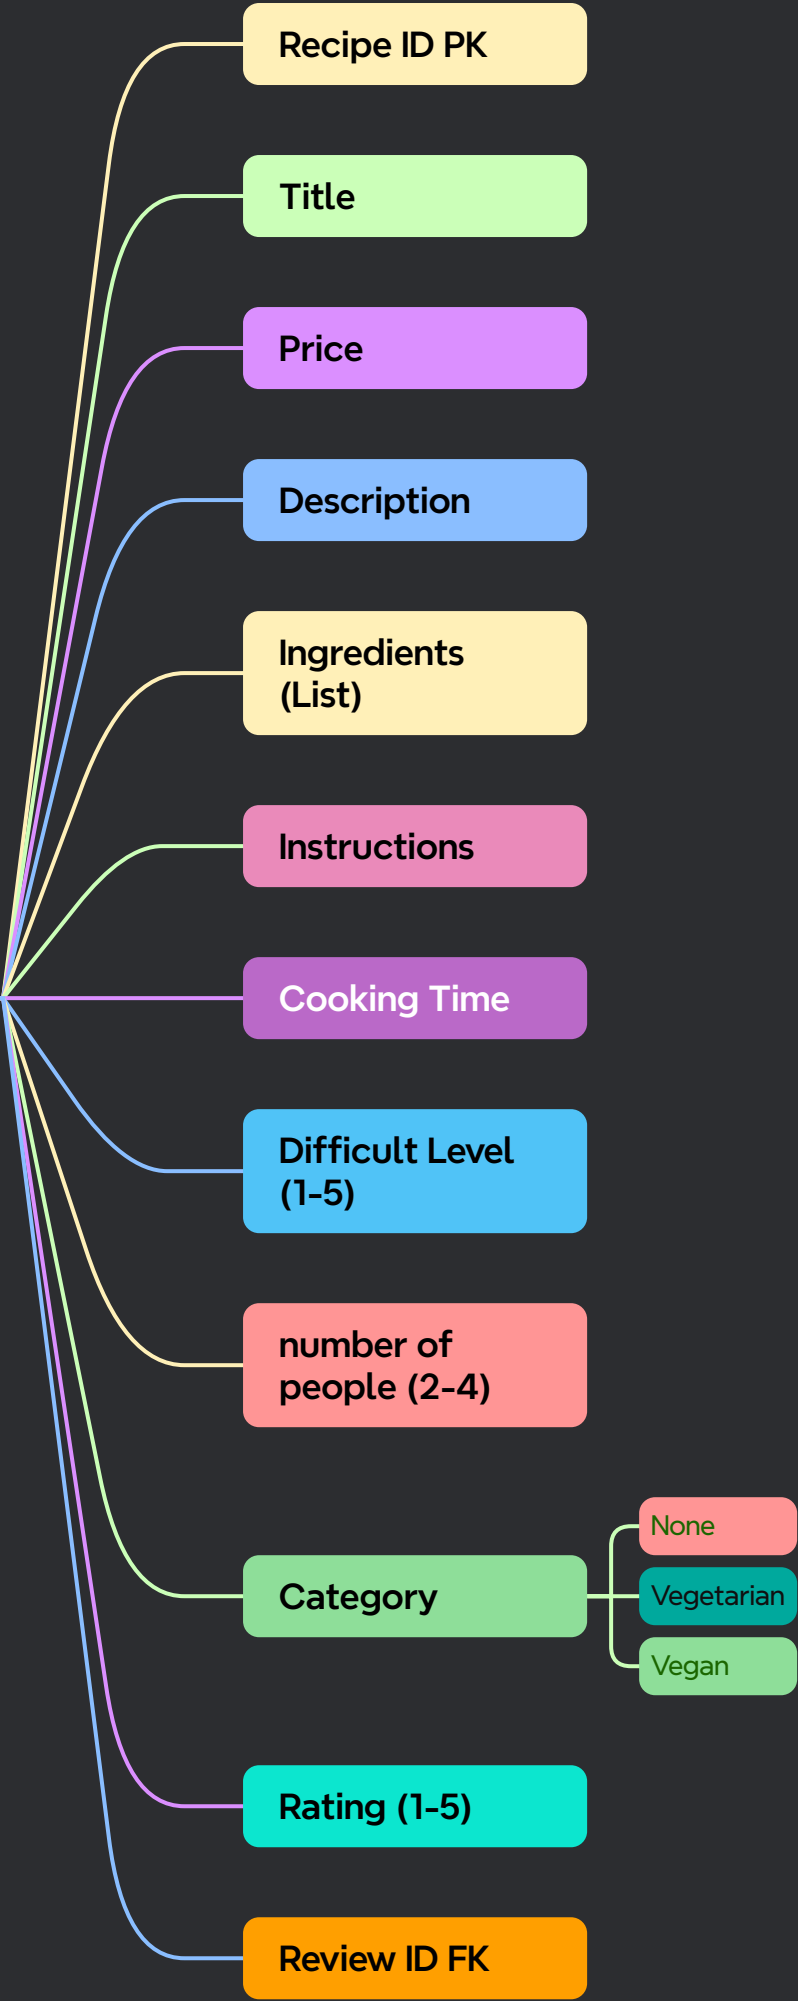 Recipe ID PK
Title
Price
Description
Ingredients
(List)
Instructions
Cooking Time
Difficult Level
(1-5)
number of
people (2-4)
Category
None
Vegetarian
Vegan
Rating (1-5)
Review ID FK